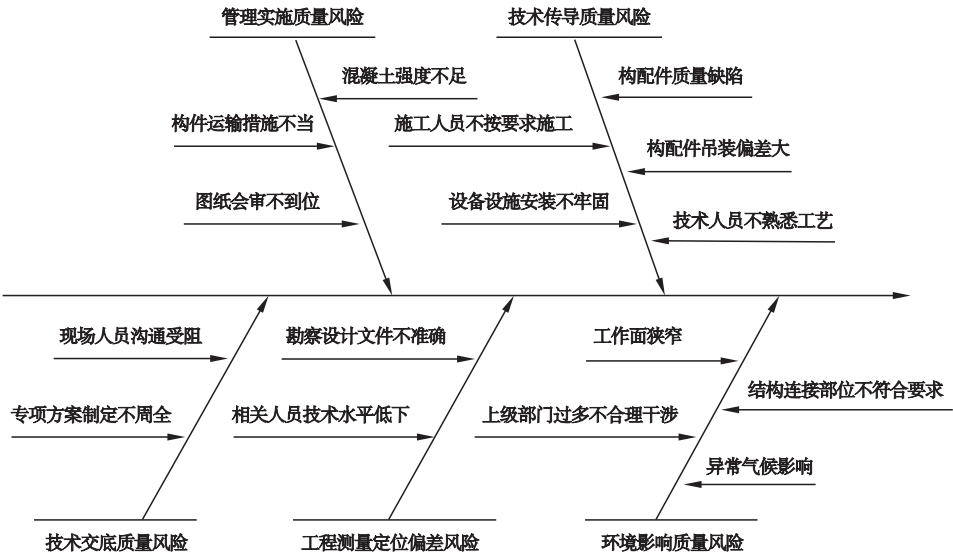 管理实施质量风险
技术传导质量风险
混凝土强度不足
构配件质量缺陷
构件运输措施不当
施工人员不按要求施工
构配件吊装偏差大
图纸会审不到位
设备设施安装不牢固
技术人员不熟悉工艺
现场人员沟通受阻
勘察设计文件不准确
工作面狭窄
结构连接部位不符合要求
专项方案制定不周全
相关人员技术水平低下
上级部门过多不合理干涉
异常气候影响
技术交底质量风险
工程测量定位偏差风险
环境影响质量风险